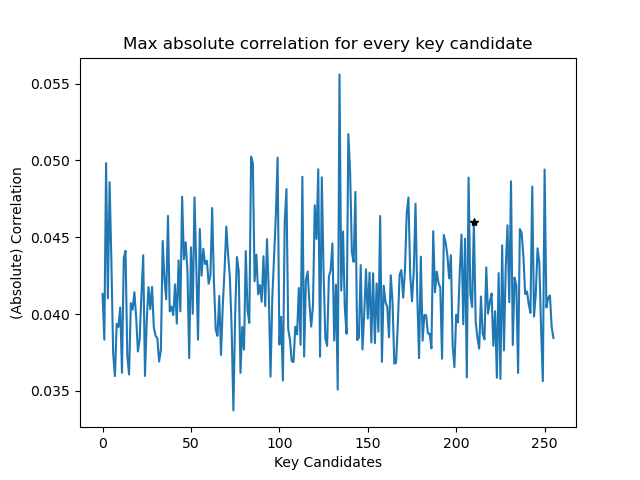 Max absolute correlation for every key candidate
0.055
0.050
0.045
0.040
0.035
(Absolute) Correlation
0 50 100 150 200 250
Key Candidates